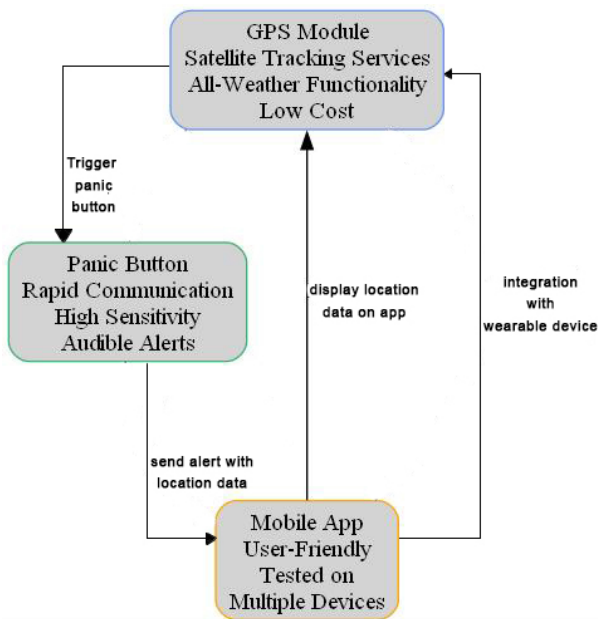 GPS Module
Satellite Tracking Services
All-Weather Functionality
Low Cost
Trigger
panic
button
Panic Button
Rapid Communication
High Sensitivity
Audible Alerts
display location
data on app
integration
with
wearable device
send alert with
location data
Mobile App
User-Friendly
Tested on
Multiple Devices